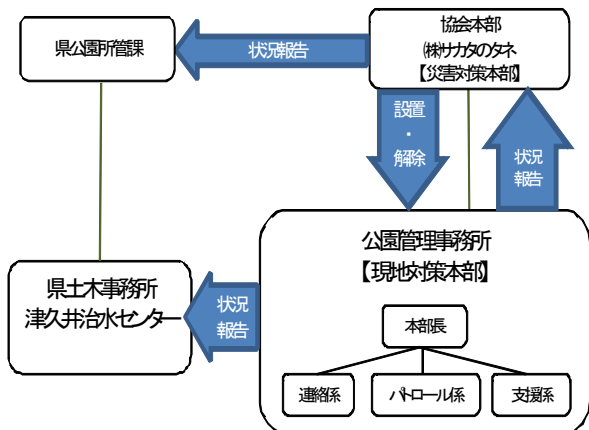 県公園所管課
状況報告
協会本部
㈱サカタのタネ
【災害対策本部】
設置
・
解除
状況
報告
公園管理事務所
【現地対策本部】
県土木事務所
津久井治水センター
状況
報告
本部長
連絡係
パトロール係
支援係